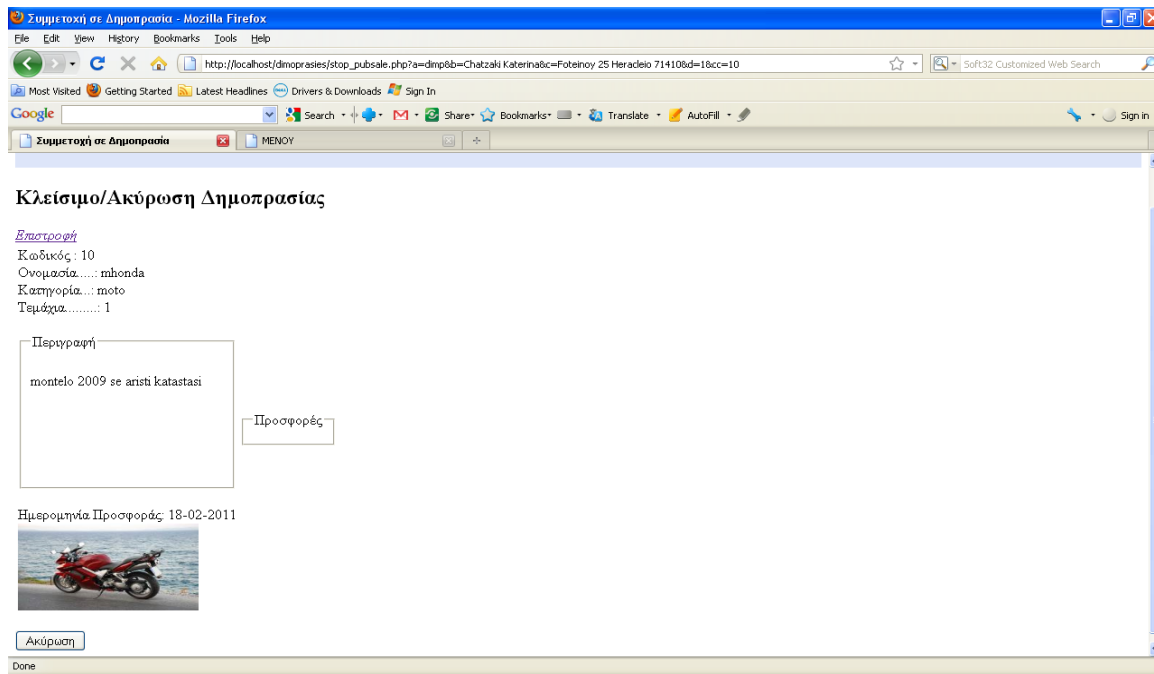 Συμμετοχή σε Δημοπρασία - Mozilla Firefox
File Edit View History Bookmarks Tools Help
http://localhost/dimoprasies/stop_pubsale.php?a=dimp&b=Chatzaki Katerina&c=Foteinoy 25 Heracleio 71410&d=1&cc=10
Soft32 Customized Web Search
Most Visited Getting Started Latest Headlines Drivers & Downloads Sign In
Google Search Share Bookmarks Translate AutoFill Sign in
Συμμετοχή σε Δημοπρασία ΜΕΝΟΥ
Κλείσιμο/Ακύρωση Δημοπρασίας
Επιστροφή
Κωδικός : 10
Ονομασία.....: mhonda
Κατηγορία...: moto
Τεμάχια.........: 1
Περιγραφή
montelo 2009 se aristi katastasi
Προσφορές
Ημερομηνία Προσφοράς: 18-02-2011
Ακύρωση
Done